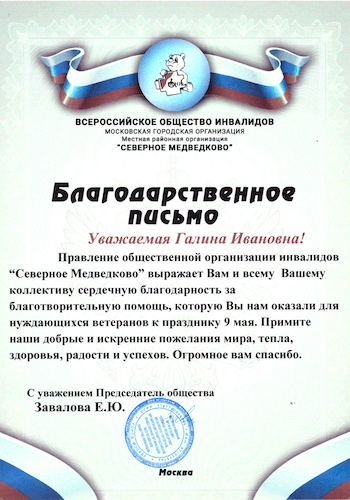 ВСЕРОССИЙСКОЕ ОБЩЕСТВО ИНВАЛИДОВ
МОСКОВСКАЯ ГОРОДСКАЯ ОРГАНИЗАЦИЯ
Местная районная организация
"СЕВЕРНОЕ МЕДВЕДКОВО"
Благодарственное
письмо
Уважаемая Галина Ивановна!
Правление общественной организации инвалидов
“Северное Медведково” выражает Вам и всему Вашему
коллективу сердечную благодарность за
благотворительную помощь, которую Вы нам оказали для
нуждающихся ветеранов к празднику 9 мая. Примите
наши добрые и искренние пожелания мира, тепла,
здоровья, радости и успехов. Огромное вам спасибо.
С уважением Председатель общества
Завалова Е.Ю.
Москва